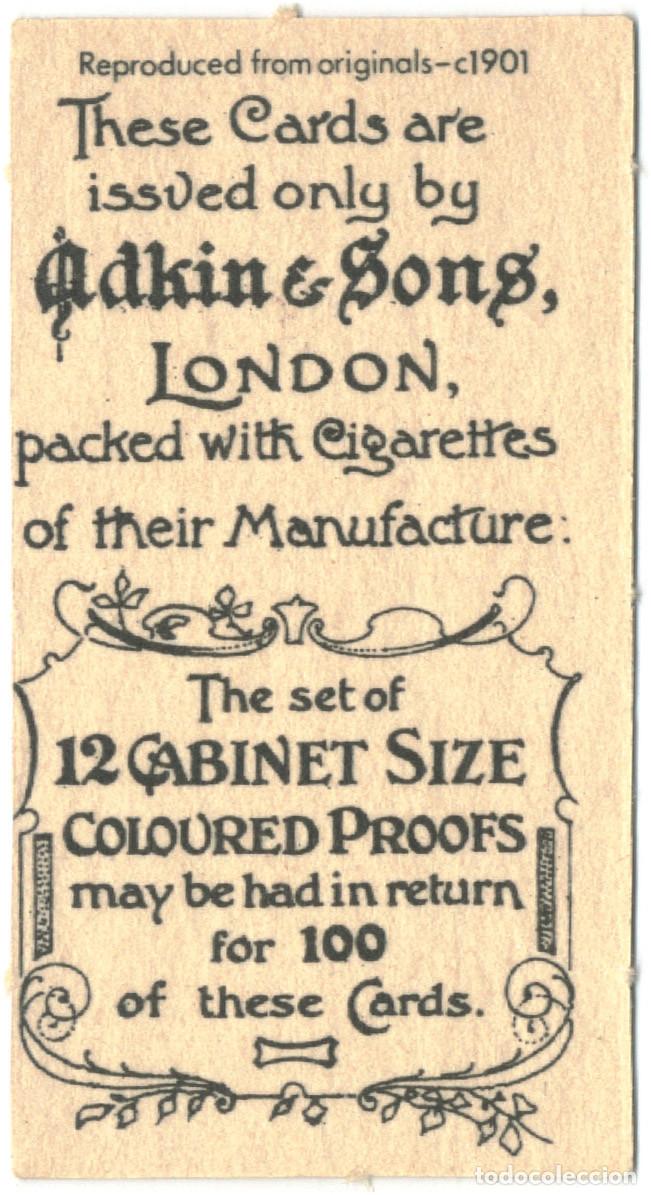 Reproduced from originals-c1901
These Cards are
issued only by
Adkin & Sons,
LONDON,
packed with Cigarettes
of their Manufacture:
The set of
12 CABINET SIZE
COLOURED PROOFS
may be had in return
for 100
of these Cards.
todocoleccion